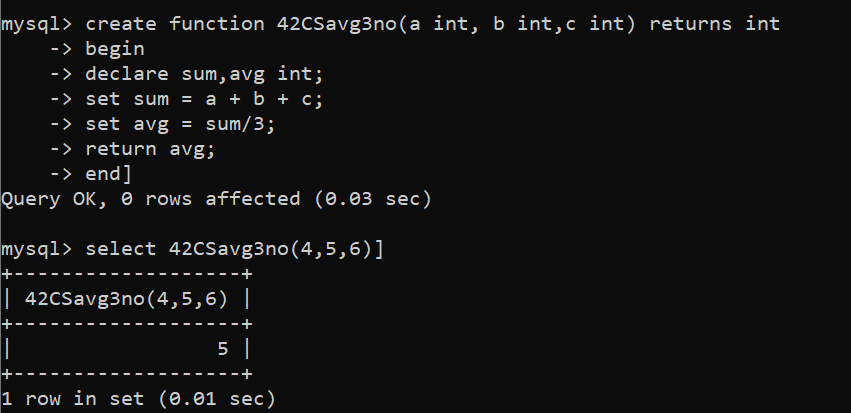 mysql> create function 42CSavg3no(a int, b int,c int) returns int
    -> begin
    -> declare sum,avg int;
    -> set sum = a + b + c;
    -> set avg = sum/3;
    -> return avg;
    -> end]
Query OK, 0 rows affected (0.03 sec)

mysql> select 42CSavg3no(4,5,6)]
+-------------------+
| 42CSavg3no(4,5,6) |
+-------------------+
|                 5 |
+-------------------+
1 row in set (0.01 sec)